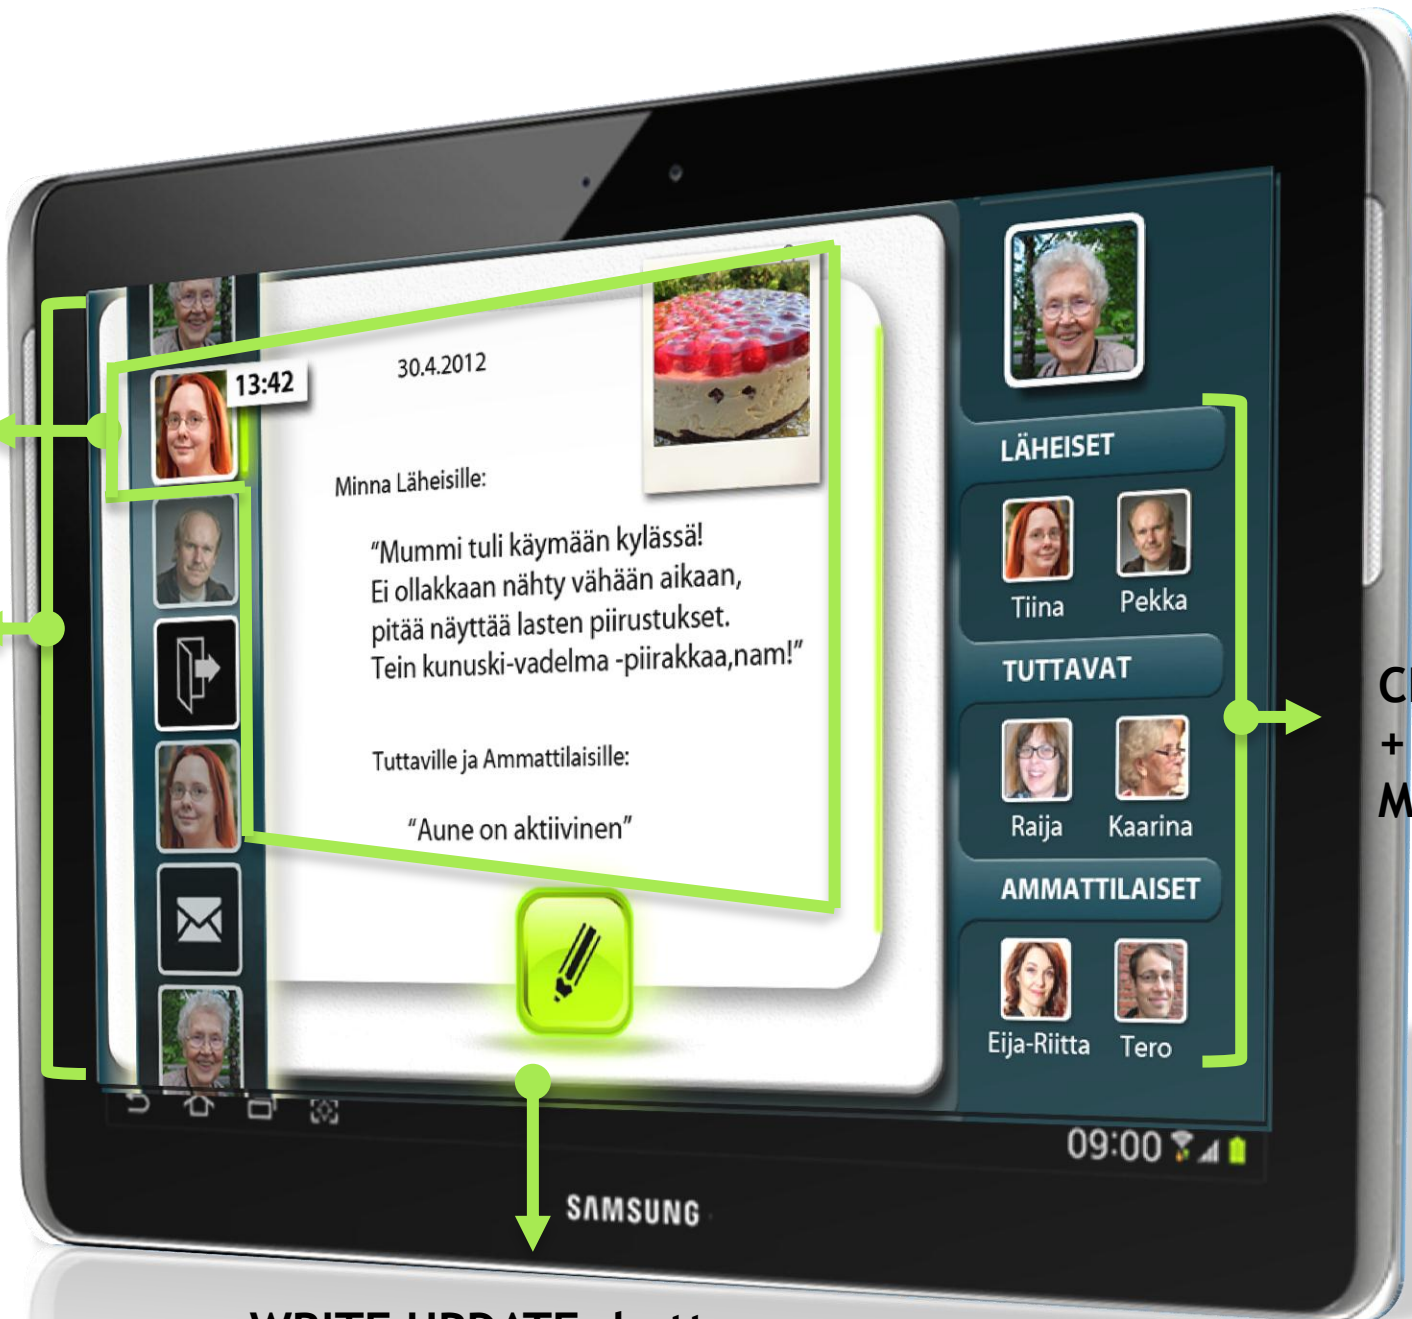 13:42
30.4.2012
Minna Läheisille:
“Mummi tuli käymään kylässä!
Ei ollakkaan nähty vähään aikaan,
pitää näyttää lasten piirustukset.
Tein kunuski-vadelma -piirakkaa,nam!”
Tuttaville ja Ammattilaisille:
“Aune on aktiivinen”
LÄHEISET
Tiina Pekka
TUTTAVAT
Raija Kaarina
AMMATTILAISET
Eija-Riitta Tero
09:00
SAMSUNG
+
WRITE UPDATE